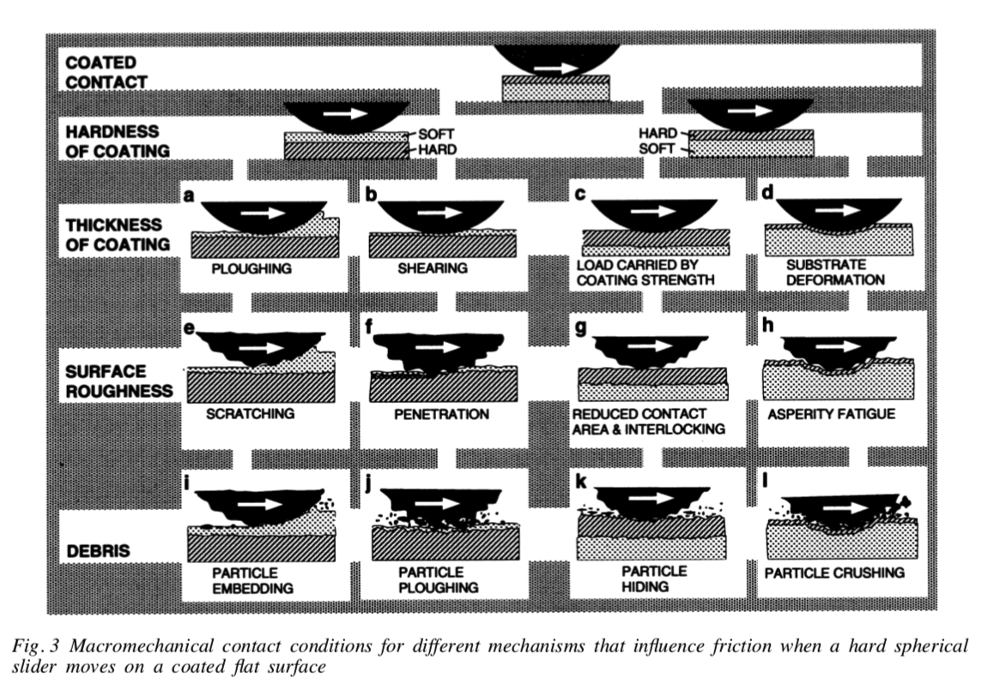 COATED
CONTACT
HARDNESS
OF COATING
SOFT
HARD
HARD
SOFT
THICKNESS
OF COATING
a
PLOUGHING
b
SHEARING
c
LOAD CARRIED BY
COATING STRENGTH
d
SUBSTRATE
DEFORMATION
SURFACE
ROUGHNESS
e
SCRATCHING
f
PENETRATION
g
REDUCED CONTACT
AREA & INTERLOCKING
h
ASPERITY FATIGUE
DEBRIS
i
PARTICLE
EMBEDDING
j
PARTICLE
PLOUGHING
k
PARTICLE
HIDING
l
PARTICLE CRUSHING
Fig. 3 Macromechanical contact conditions for different mechanisms that influence friction when a hard spherical
slider moves on a coated flat surface